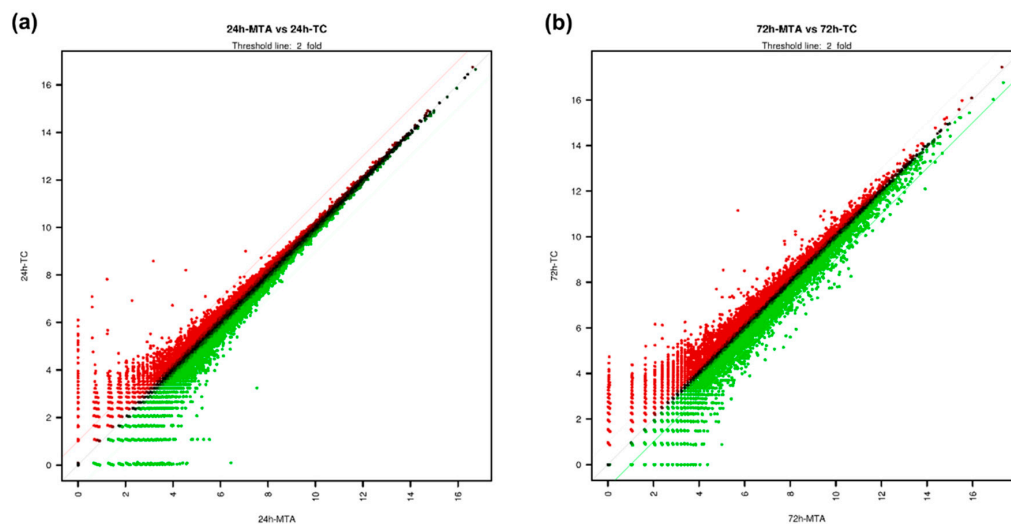 (a)
24h-MTA vs 24h-TC
Threshold line: 2 fold
16
14
12
10
8
6
4
2
0
24h-TC
0 2 4 6 8 10 12 14 16
24h-MTA
(b)
72h-MTA vs 72h-TC
Threshold line: 2 fold
16
14
12
10
8
6
4
2
0
72h-TC
0 2 4 6 8 10 12 14 16
72h-MTA